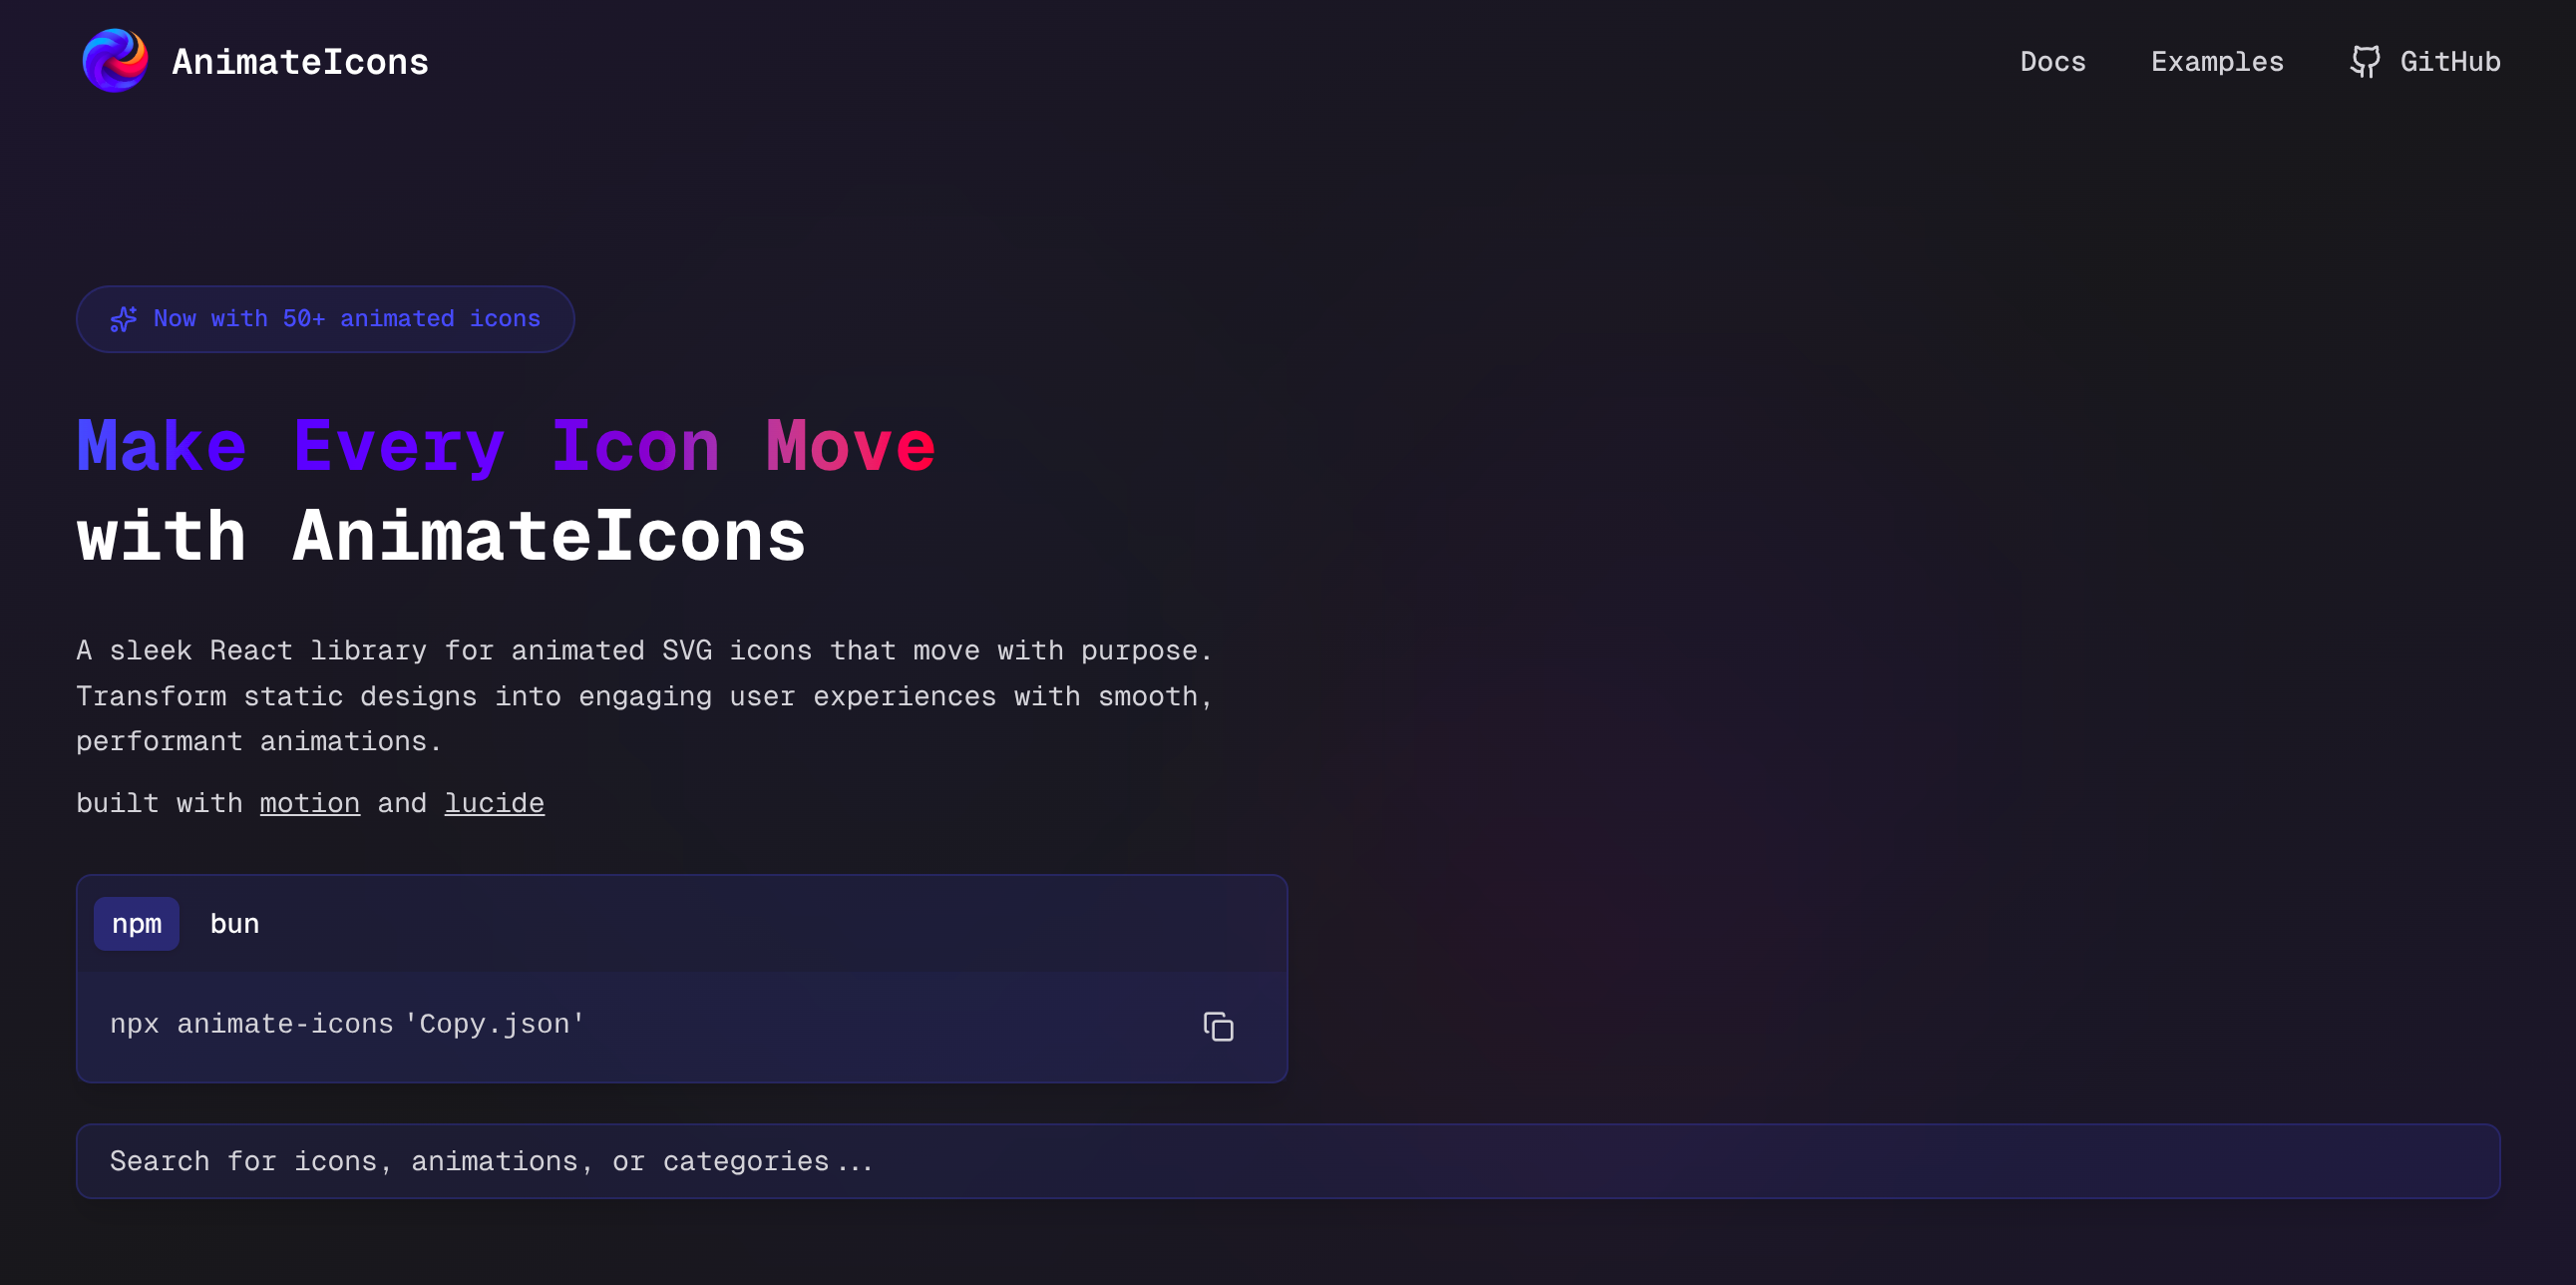 AnimateIcons
Docs Examples GitHub
Now with 50+ animated icons
Make Every Icon Move
with AnimateIcons
A sleek React library for animated SVG icons that move with purpose.
Transform static designs into engaging user experiences with smooth,
performant animations.
built with motion and lucide
npm bun
npx animate-icons 'Copy.json'
Search for icons, animations, or categories...